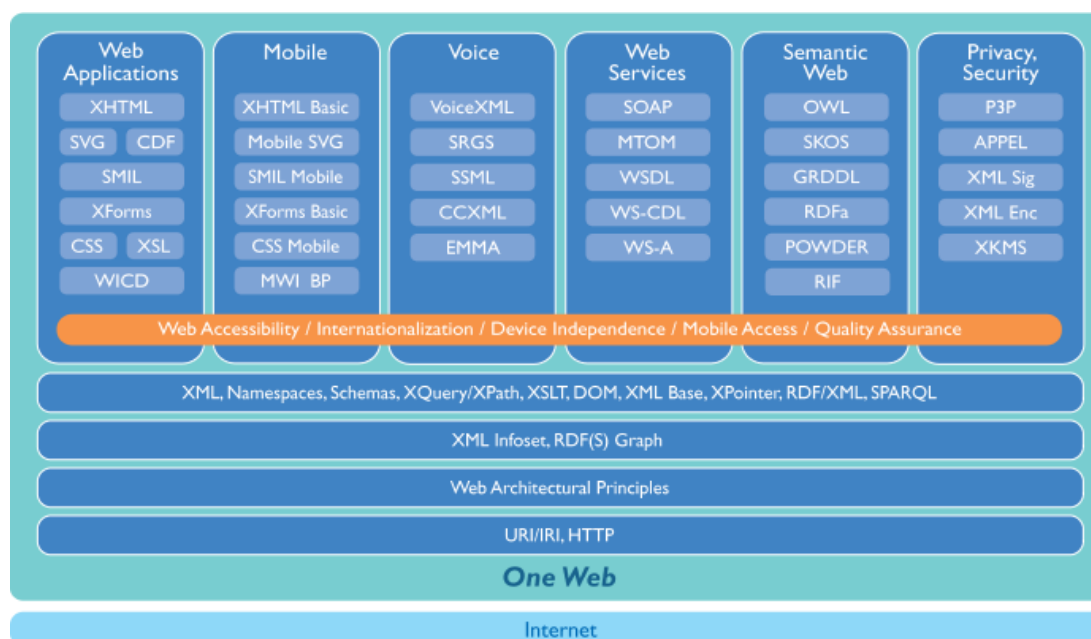 Web Applications
XHTML
SVG CDF
SMIL
XForms
CSS XSL
WICD
Mobile
XHTML Basic
Mobile SVG
SMIL Mobile
XForms Basic
CSS Mobile
MWI BP
Voice
VoiceXML
SRGS
SSML
CCXML
EMMA
Web Services
SOAP
MTOM
WSDL
WS-CDL
WS-A
Semantic Web
OWL
SKOS
GRDDL
RDFa
POWDER
RIF
Privacy, Security
P3P
APPEL
XML Sig
XML Enc
XKMS
Web Accessibility / Internationalization / Device Independence / Mobile Access / Quality Assurance
XML, Namespaces, Schemas, XQuery/XPath, XSLT, DOM, XML Base, XPointer, RDF/XML, SPARQL
XML Infoset, RDF(S) Graph
Web Architectural Principles
URI/IRI, HTTP
One Web
Internet